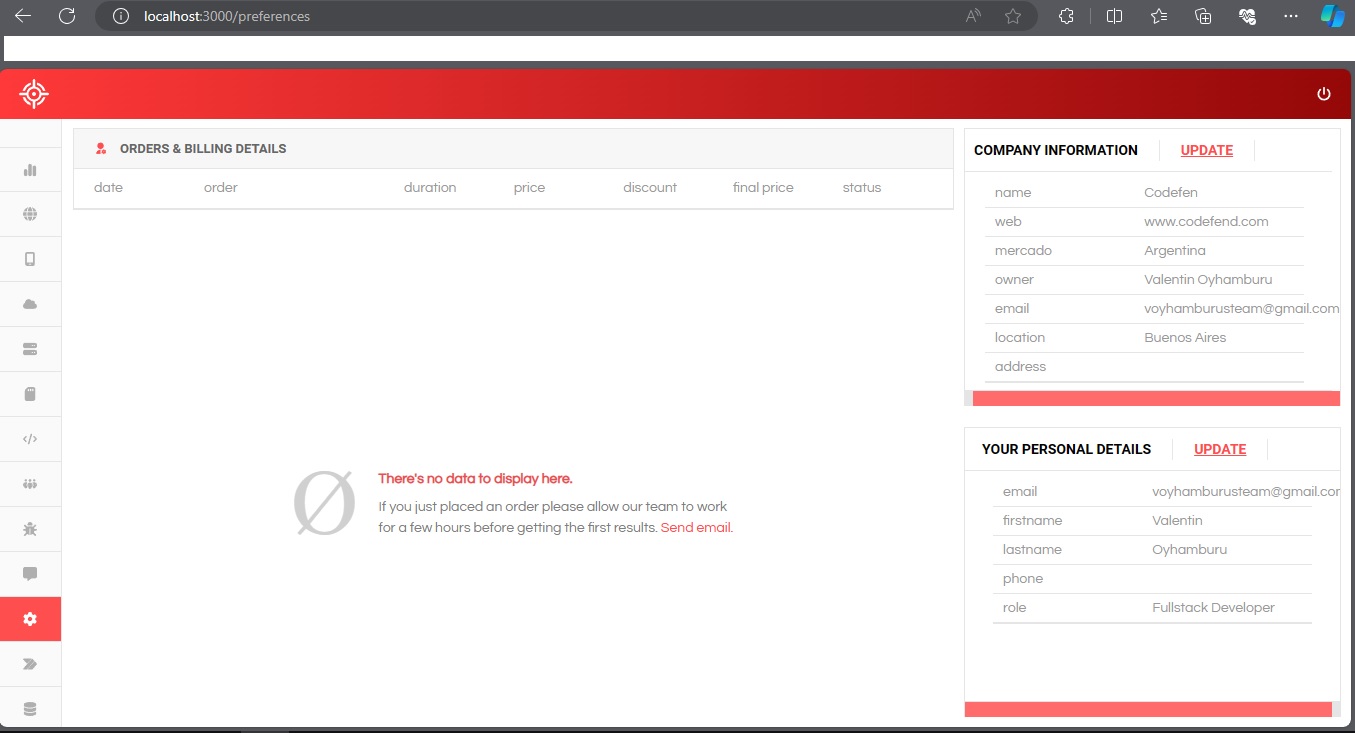 localhost:3000/preferences
ORDERS & BILLING DETAILS
date order duration price discount final price status
There's no data to display here.
If you just placed an order please allow our team to work
for a few hours before getting the first results. Send email.
COMPANY INFORMATION UPDATE
name Codefen
web www.codefend.com
mercado Argentina
owner Valentin Oyhamburu
email voyhamburusteam@gmail.com
location Buenos Aires
address
YOUR PERSONAL DETAILS UPDATE
email voyhamburusteam@gmail.cor
firstname Valentin
lastname Oyhamburu
phone
role Fullstack Developer